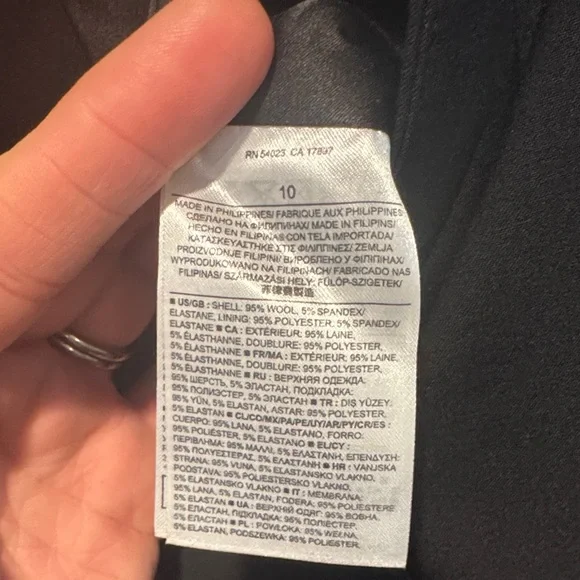 RN 54023 CA 17897
10
MADE IN PHILIPPINES/ FABRIQUE AUX PHILIPPINES
СДЕЛАНО НА ФИЛИПИНАХ/ MADE IN FILIPINS/
HECHO EN FILIPINAS CON TELA IMPORTADA/
ΚΑΤΑΣΚΕΥΑΣΤΗΚΕ ΣΤΙΣ ΦΙΛΙΠΠΙΝΕΣ/ ZEMLJA
PROIZVODNJE FILIPINI/ ВИРОБЛЕНО У ФІЛІПІНАХ/
WYPRODUKOWANO NA FILIPINACH/ FABRICADO NAS
FILIPINAS/ SZÁRMAZÁSI HELY: FÜLÖP-SZIGETEK/
菲律賓製造
■ US/GB : SHELL: 95% WOOL, 5% SPANDEX/
ELASTANE, LINING: 95% POLYESTER, 5% SPANDEX/
ELASTANE ■ CA : EXTÉRIEUR: 95% LAINE,
5% ÉLASTHANNE, DOUBLURE: 95% POLYESTER,
5% ÉLASTHANNE ■ FR/MA : EXTÉRIEUR: 95% LAINE,
5% ÉLASTHANNE, DOUBLURE: 95% POLYESTER,
5% ÉLASTHANNE ■ RU : ВЕРХНЯЯ ОДЕЖДА:
95% ШЕРСТЬ, 5% ЭЛАСТАН, ПОДКЛАДКА:
95% ПОЛИЭСТЕР, 5% ЭЛАСТАН ■ TR : DIŞ YÜZEY:
95% YÜN, 5% ELASTAN, ASTAR: 95% POLYESTER,
5% ELASTAN ■ CL/CO/MX/PA/PE/UY/AR/PY/CR/ES :
CUERPO: 95% LANA, 5% ELASTANO, FORRO:
95% POLIÉSTER, 5% ELASTANO ■ EL/CY :
ΠΕΡΙΒΛΗΜΑ: 95% ΜΑΛΛΙ, 5% ΕΛΑΣΤΑΝΗ, ΕΠΕΝΔΥΣΗ:
95% ΠΟΛΥΕΣΤΕΡΑΣ, 5% ΕΛΑΣΤΑΝΗ ■ HR : VANJSKA
STRANA: 95% VUNA, 5% ELASTANSKO VLAKNO,
PODSTAVA: 95% POLIESTERSKO VLAKNO,
5% ELASTANSKO VLAKNO ■ IT : MEMBRANA:
95% LANA, 5% ELASTAN, FODERA: 95% POLIESTERE,
5% ELASTAN ■ UA : ВЕРХНІЙ ОДЯГ: 95% ВОВНА,
5% ЕЛАСТАН, ПІДКЛАДКА: 95% ПОЛІЕСТЕР,
5% ЕЛАСТАН ■ PL : POWŁOKA: 95% WEŁNA,
5% ELASTAN, PODSZEWKA: 95% POLIESTER,